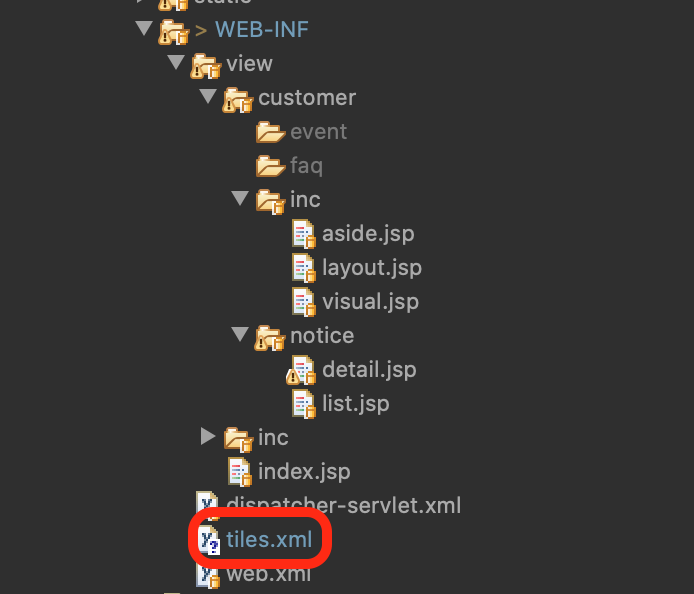 static
> WEB-INF
view
customer
event
faq
inc
aside.jsp
layout.jsp
visual.jsp
notice
detail.jsp
list.jsp
inc
index.jsp
dispatcher-servlet.xml
tiles.xml
web.xml